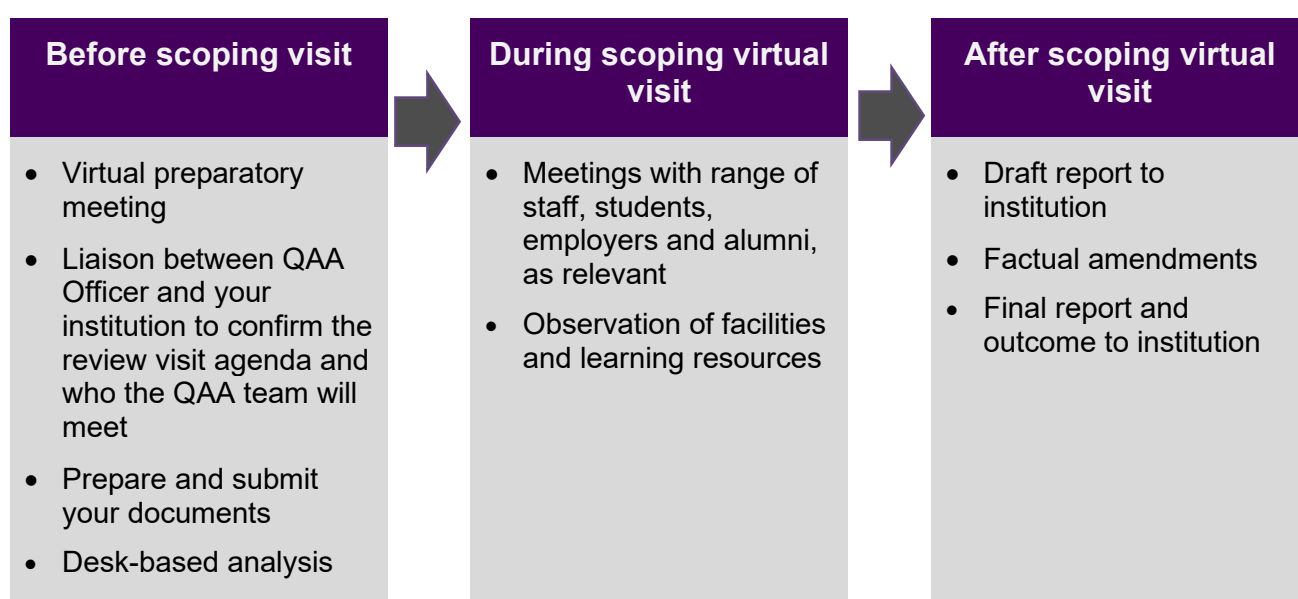 Before scoping visit
• Virtual preparatory
meeting
• Liaison between QAA
Officer and your
institution to confirm the
review visit agenda and
who the QAA team will
meet
• Prepare and submit
your documents
• Desk-based analysis
During scoping virtual
visit
• Meetings with range of
staff, students,
employers and alumni,
as relevant
• Observation of facilities
and learning resources
After scoping virtual
visit
• Draft report to
institution
• Factual amendments
• Final report and
outcome to institution